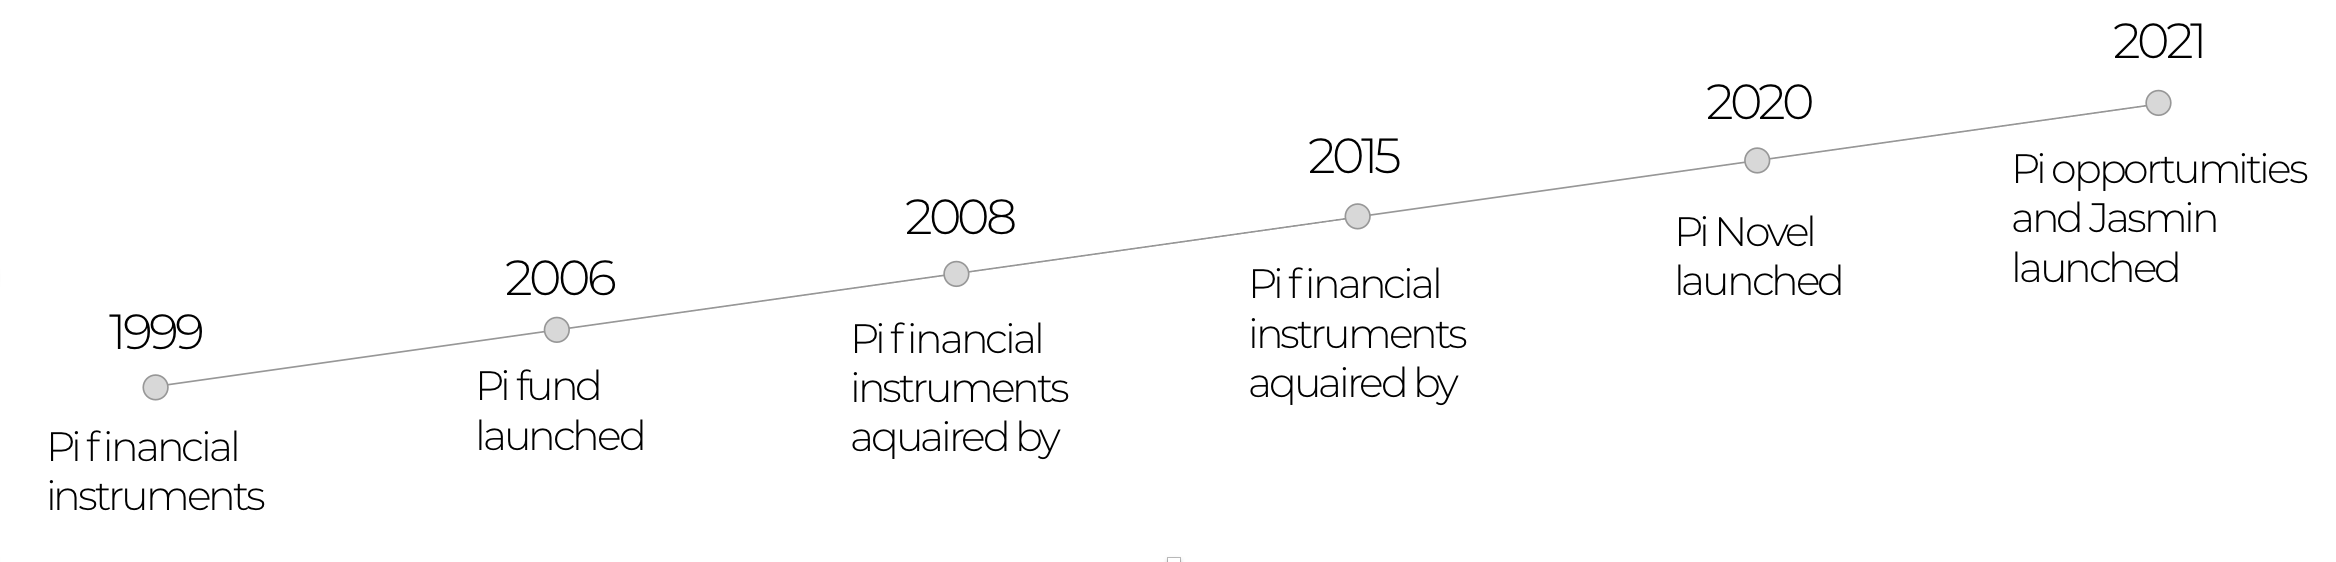 1999
Pi financial
instruments
2006
Pi fund
launched
2008
Pi financial
instruments
aquaired by
2015
Pi financial
instruments
aquaired by
2020
Pi Novel
launched
2021
Pi opportumities
and Jasmin
launched